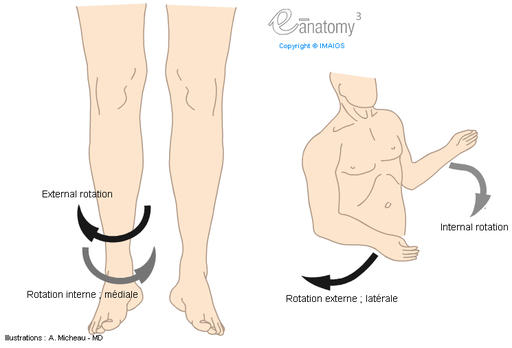 e-anatomy 3
Copyright © IMAIOS
External rotation
Rotation interne ; médiale
Internal rotation
Rotation externe ; latérale
Illustrations : A. Micheau - MD